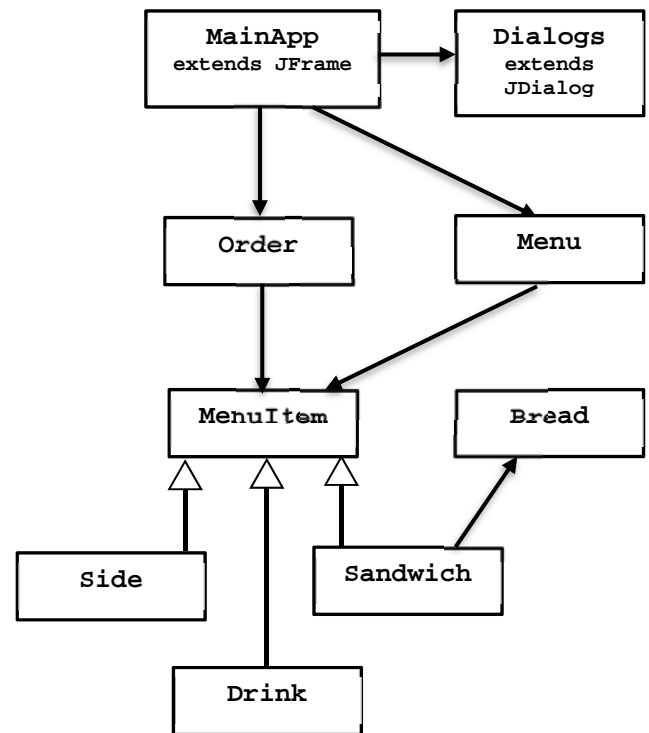 MainApp
extends JFrame
Dialogs
extends
JDialog
Order
Menu
MenuItem
Bread
Side
Sandwich
Drink